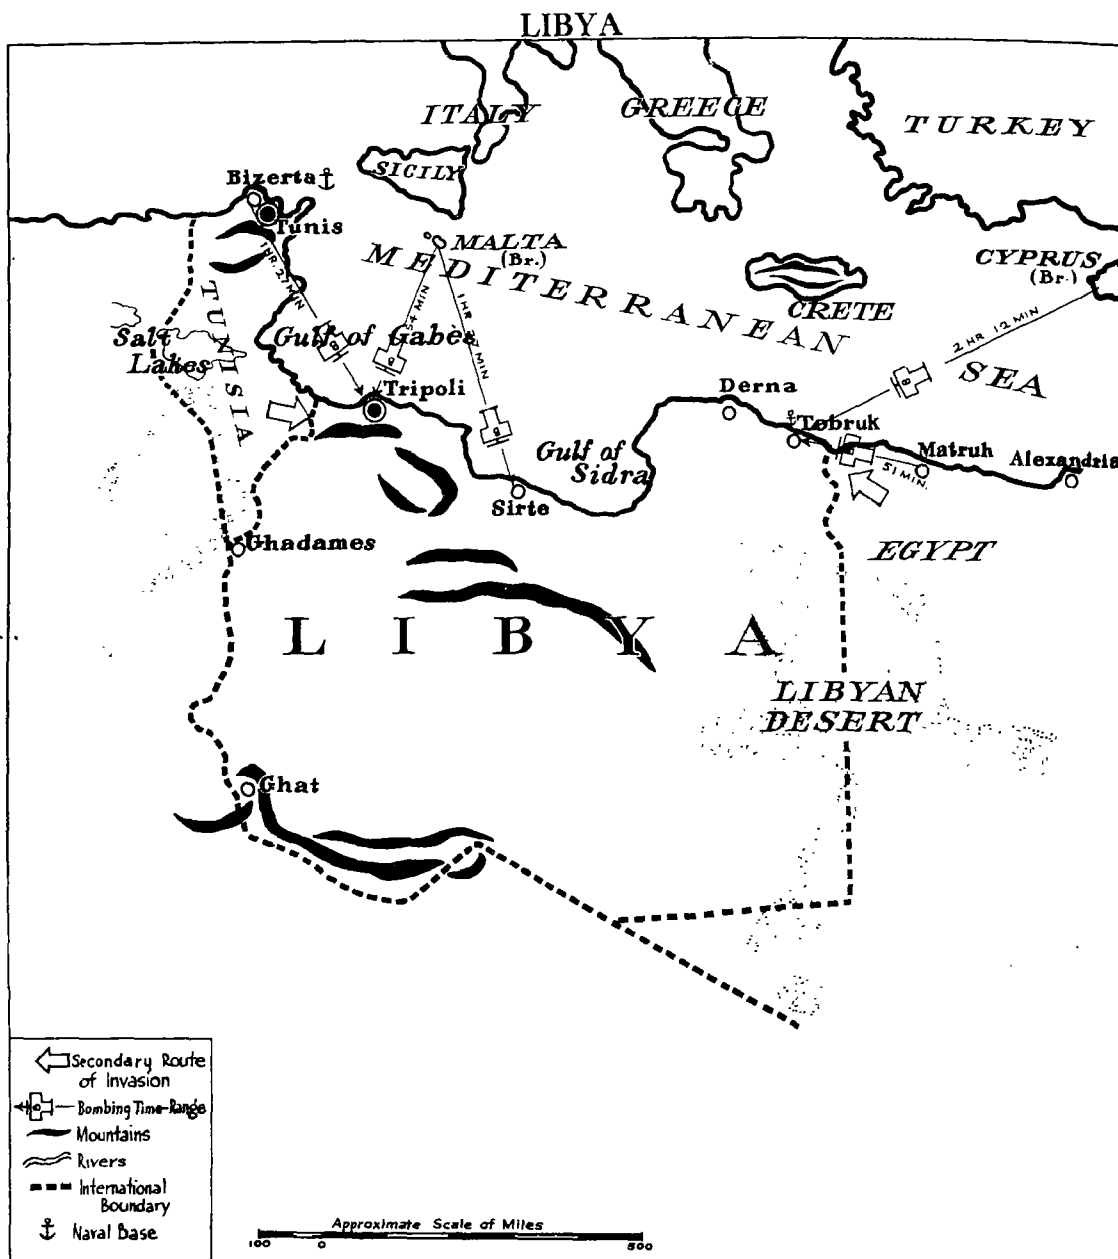 LIBYA
ITALY
GREECE
TURKEY
SICILY
Bizerta
Tunis
MALTA
(Br.)
CYPRUS
(Br.)
MEDITERRANEAN
SEA
CRETE
1 HR. 27 MIN
54 MIN
1 HR 27 MIN
2 HR 12 MIN
TUNISIA
Salt
Lakes
Gulf of Gabès
Tripoli
Derna
Tobruk
Matruh
Alexandria
51 MIN.
Gulf of
Sidra
Sirte
Ghadames
EGYPT
LIBYA
LIBYAN
DESERT
Ghat
Secondary Route
of Invasion
Bombing Time-Range
Mountains
Rivers
International
Boundary
Naval Base
Approximate Scale of Miles
100 0 500